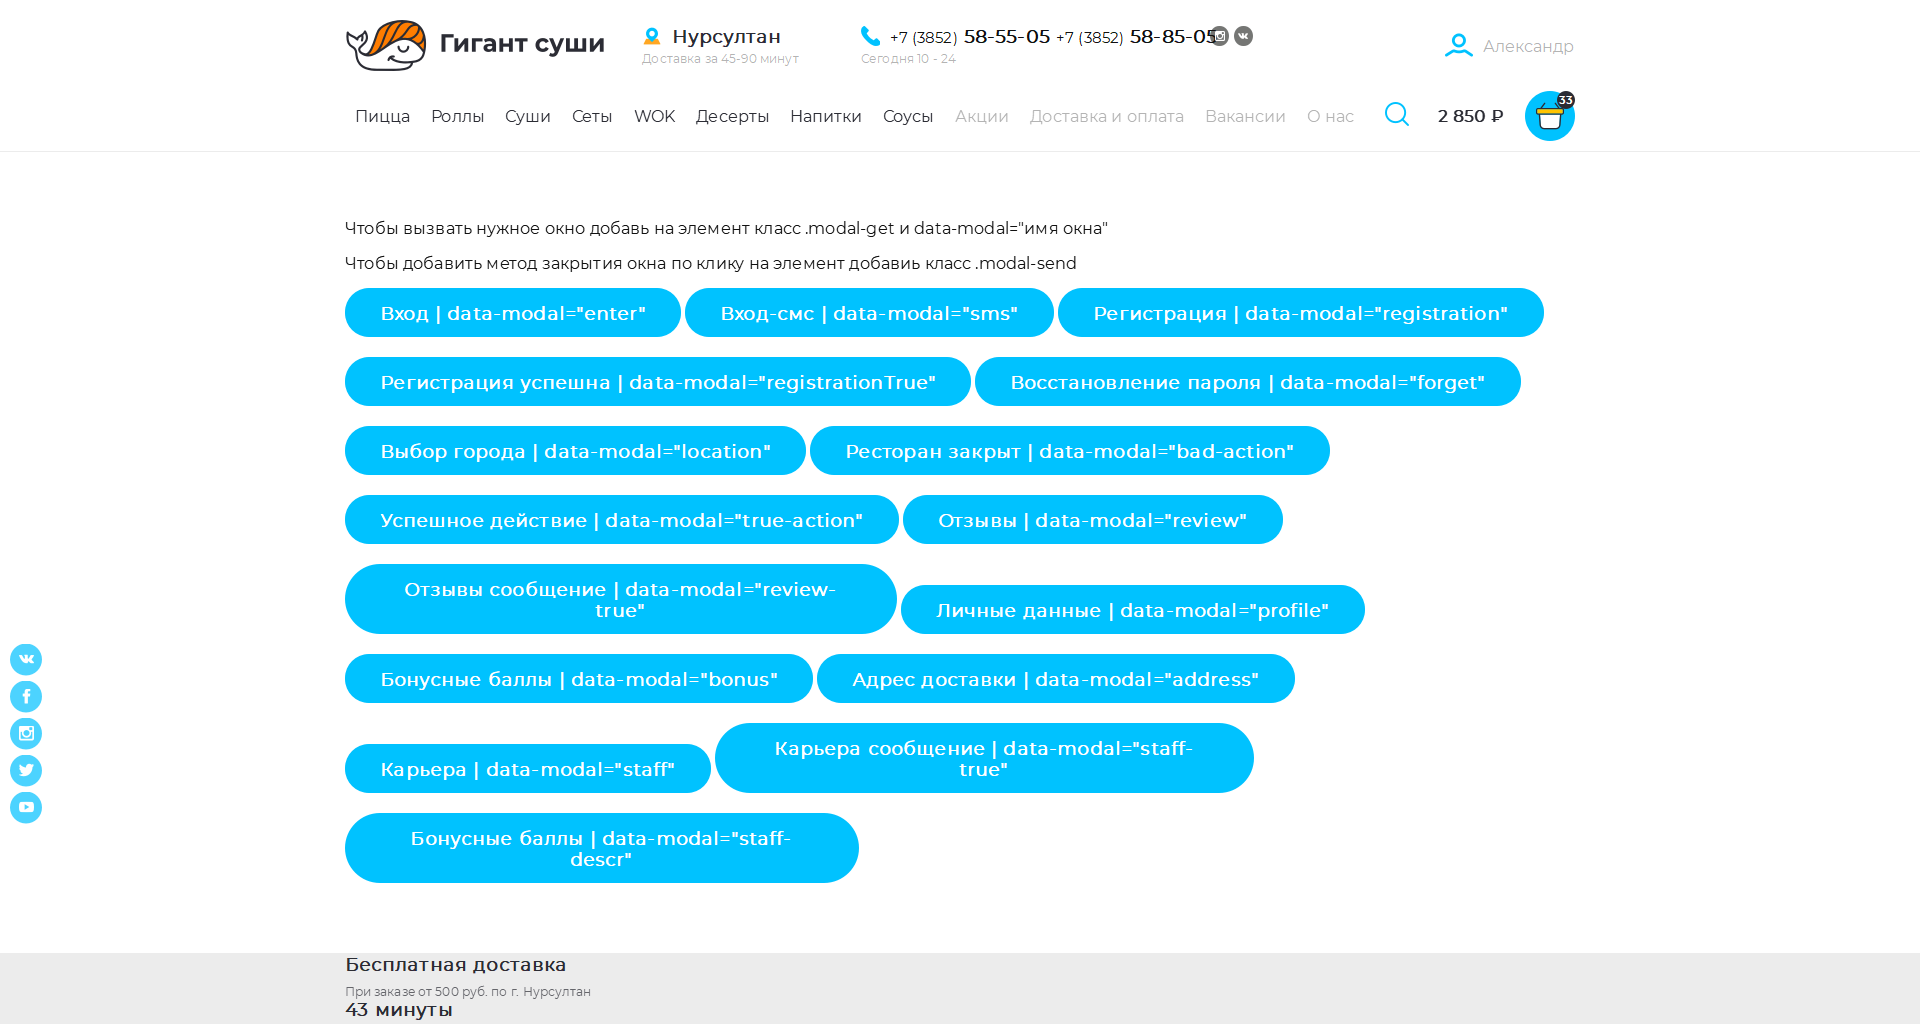 Гигант суши
Нурсултан
Доставка за 45-90 минут
+7 (3852) 58-55-05 +7 (3852) 58-85-05
Сегодня 10 - 24
Александр
Пицца Роллы Суши Сеты WOK Десерты Напитки Соусы Акции Доставка и оплата Вакансии О нас 2 850 ₽ 33
Чтобы вызвать нужное окно добавь на элемент класс .modal-get и data-modal="имя окна"
Чтобы добавить метод закрытия окна по клику на элемент добавиь класс .modal-send
Вход | data-modal="enter" Вход-смс | data-modal="sms" Регистрация | data-modal="registration"
Регистрация успешна | data-modal="registrationTrue" Восстановление пароля | data-modal="forget"
Выбор города | data-modal="location" Ресторан закрыт | data-modal="bad-action"
Успешное действие | data-modal="true-action" Отзывы | data-modal="review"
Отзывы сообщение | data-modal="review-
true"
Личные данные | data-modal="profile"
Бонусные баллы | data-modal="bonus" Адрес доставки | data-modal="address"
Карьера | data-modal="staff"
Карьера сообщение | data-modal="staff-
true"
Бонусные баллы | data-modal="staff-
descr"
Бесплатная доставка
При заказе от 500 руб. по г. Нурсултан
43 минуты